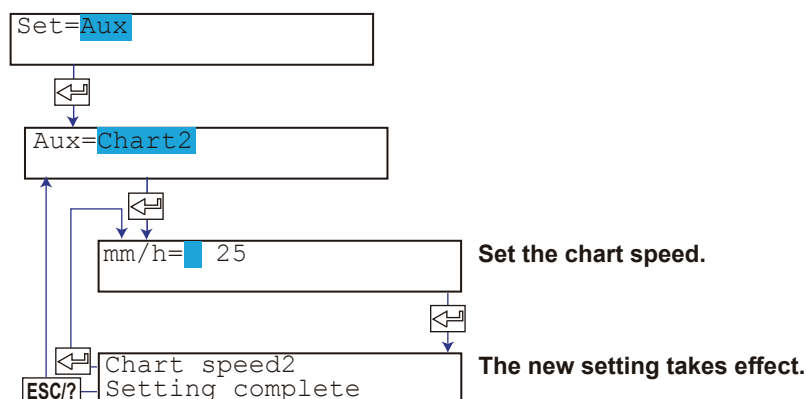 Set=Aux
Aux=Chart2
mm/h= 25
Set the chart speed.
Chart speed2
The new setting takes effect.
ESC/?
Setting complete